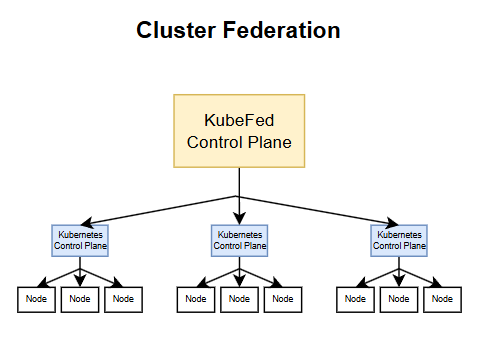 Cluster Federation
KubeFed
Control Plane
Kubernetes
Control Plane
Kubernetes
Control Plane
Kubernetes
Control Plane
Node
Node
Node
Node
Node
Node
Node
Node
Node